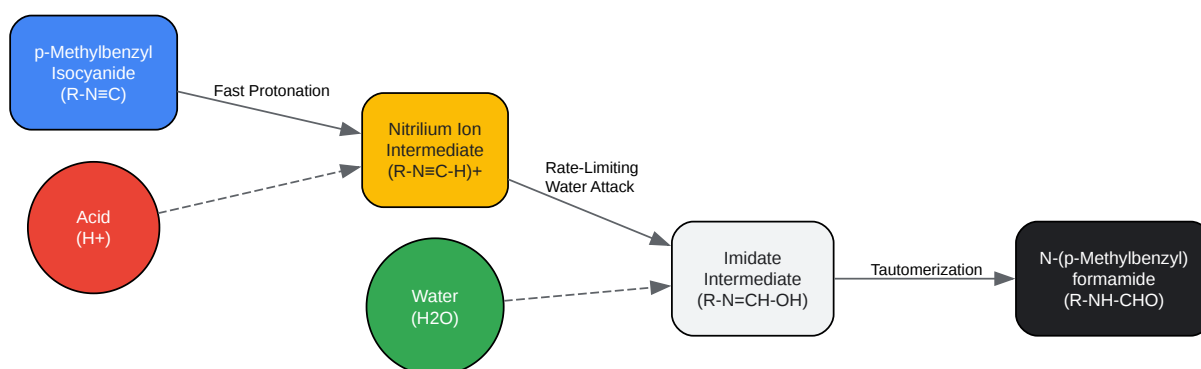 p-Methylbenzyl
Isocyanide
(R-N≡C)
Fast Protonation
Acid
(H+)
Nitrilium Ion
Intermediate
(R-N≡C-H)+
Rate-Limiting
Water Attack
Water
(H2O)
Imidate
Intermediate
(R-N=CH-OH)
Tautomerization
N-(p-Methylbenzyl)
formamide
(R-NH-CHO)